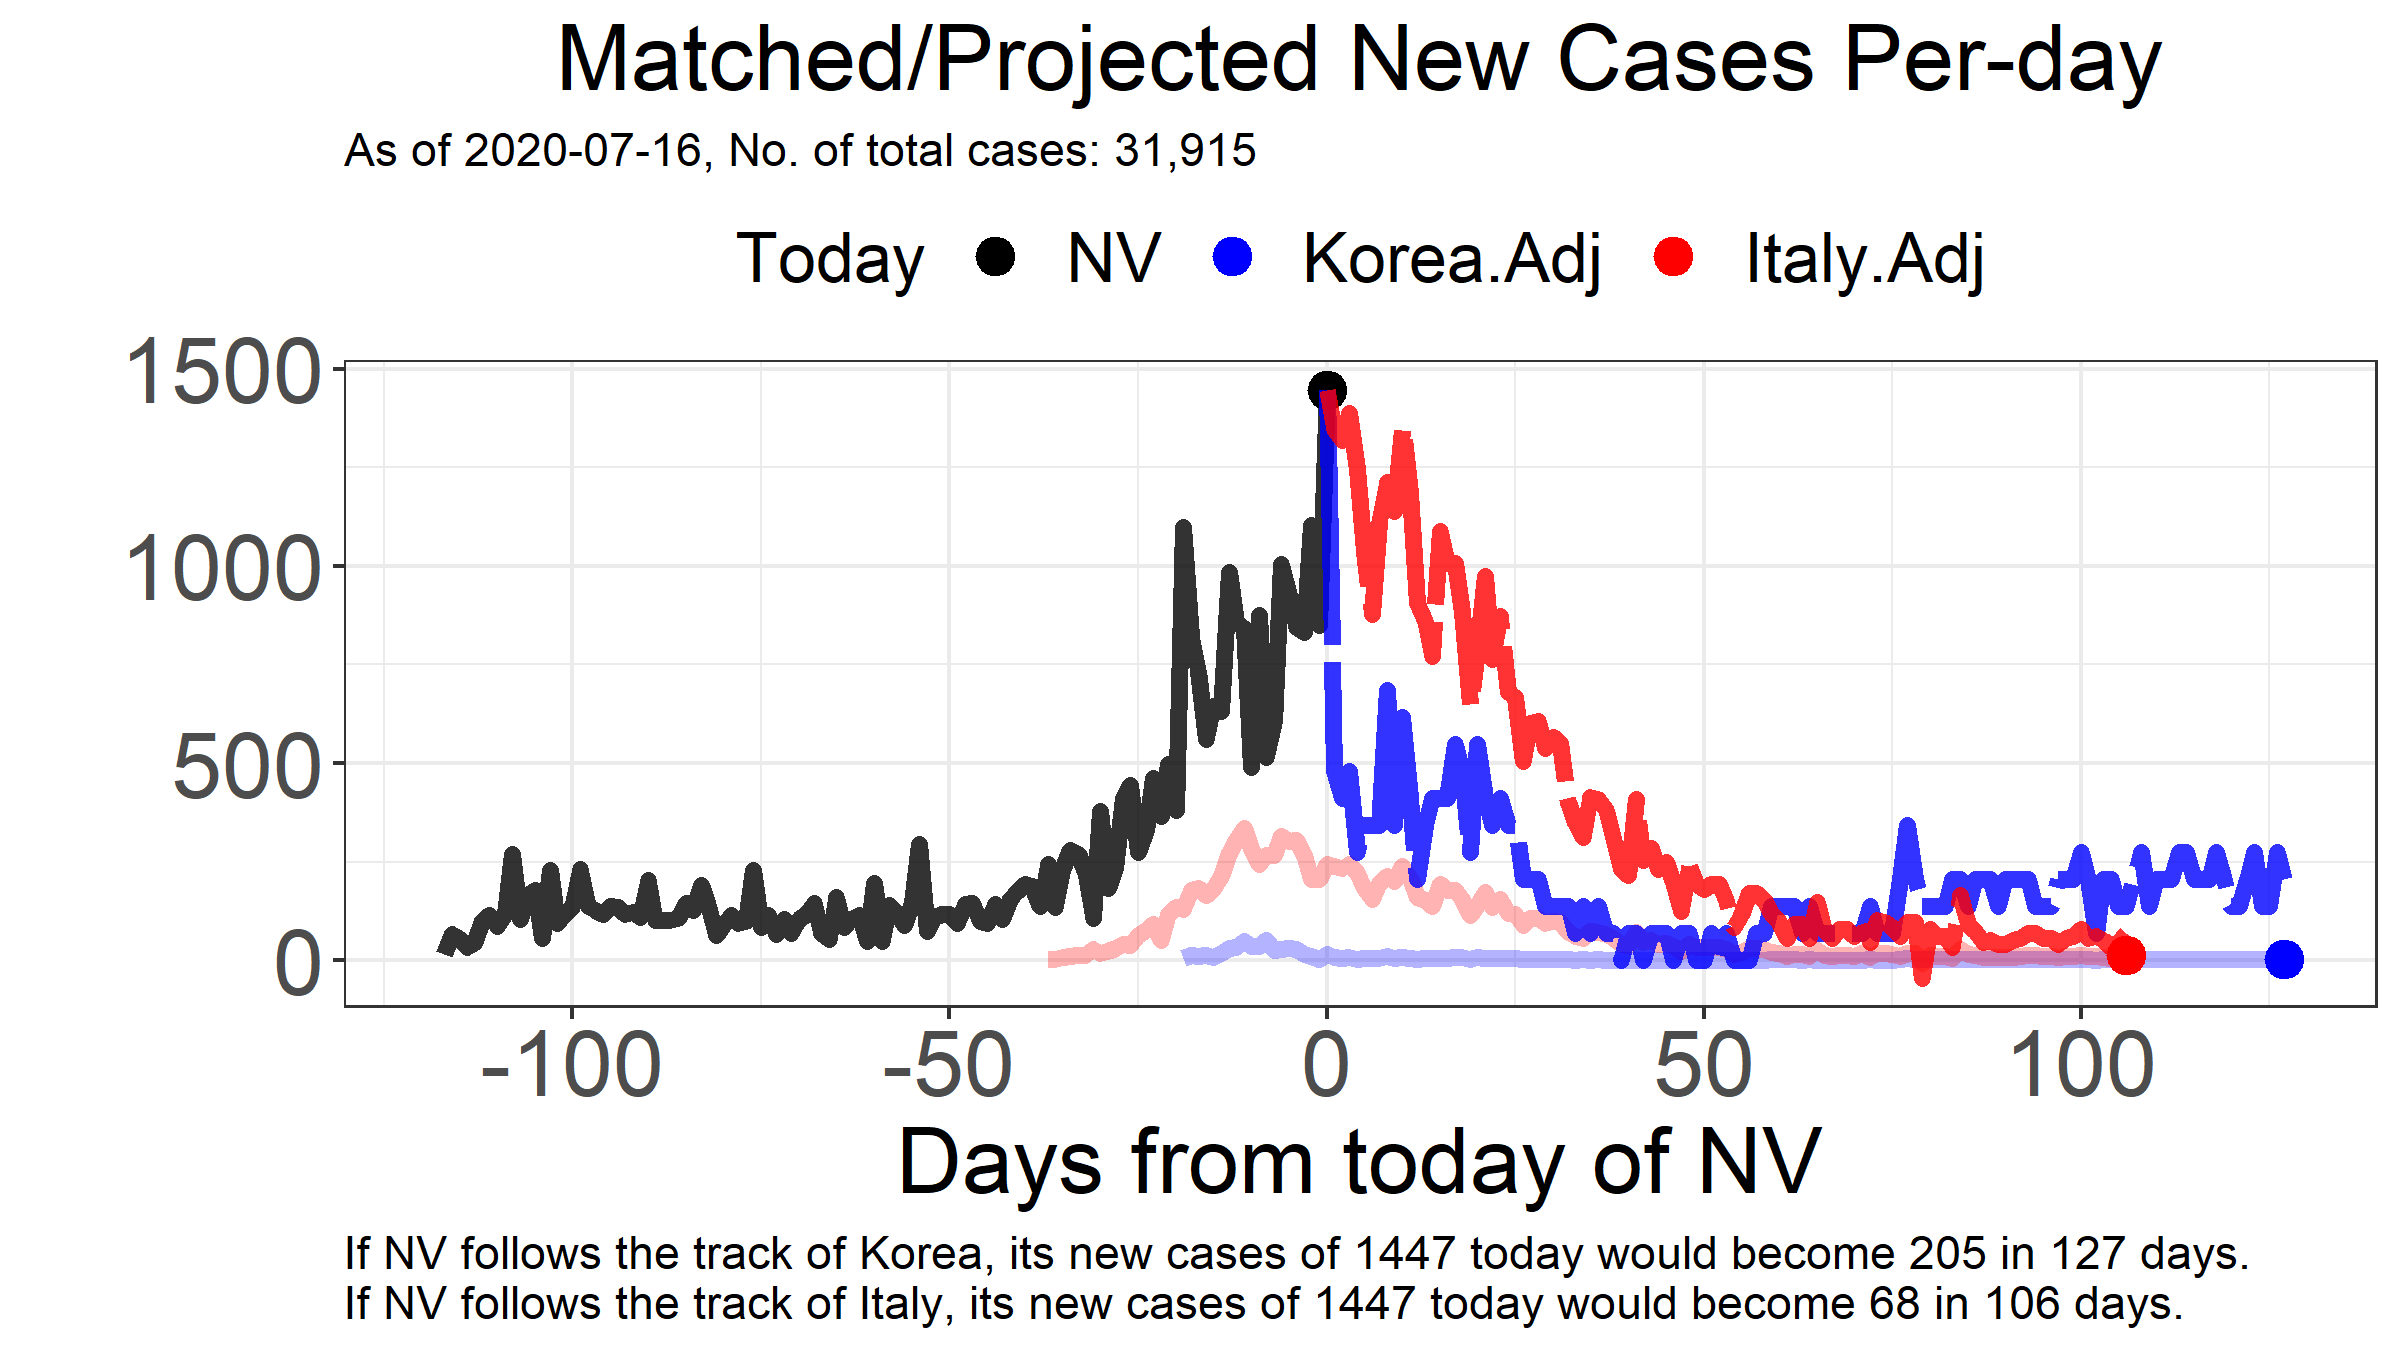 Matched/Projected New Cases Per-day
As of 2020-07-16, No. of total cases: 31,915
Today NV Korea.Adj Italy.Adj
1500
1000
500
0
-100 -50 0 50 100
Days from today of NV
If NV follows the track of Korea, its new cases of 1447 today would become 205 in 127 days.
If NV follows the track of Italy, its new cases of 1447 today would become 68 in 106 days.